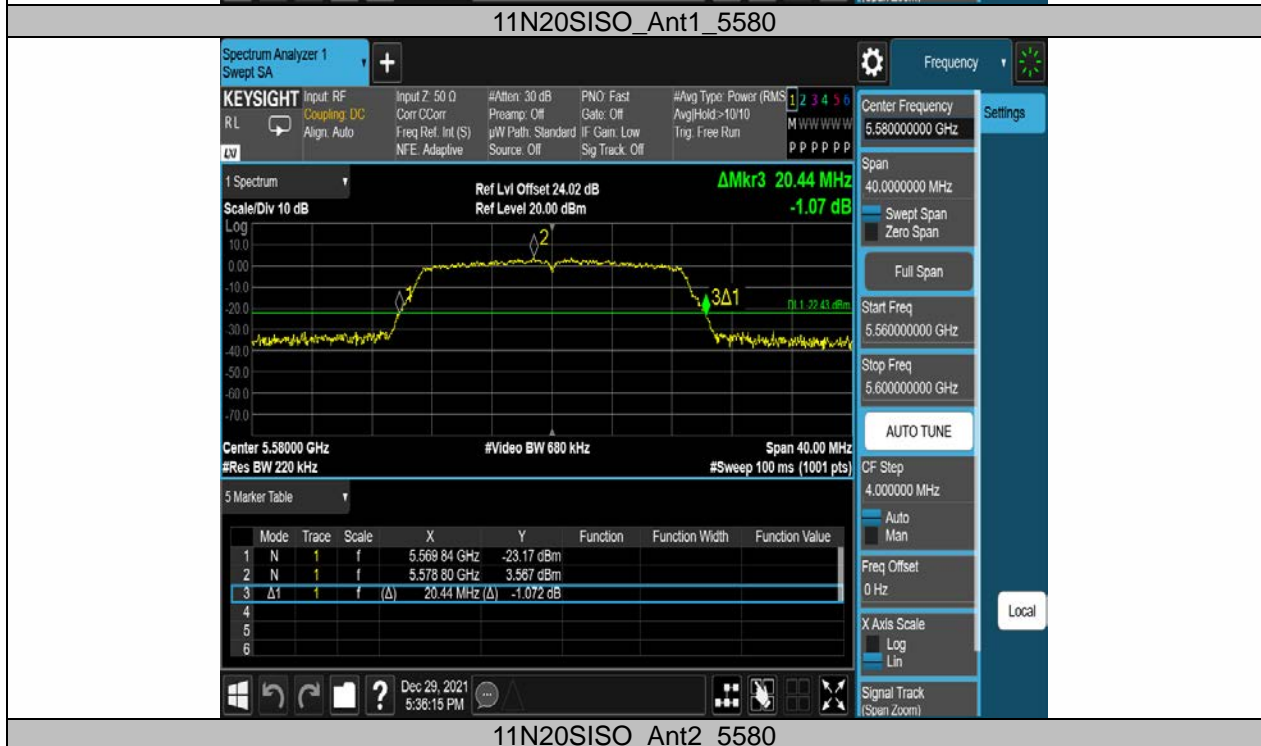 (Span Zoom)
11N20SISO_Ant1_5580
Spectrum Analyzer 1
Swept SA
+
Frequency
KEYSIGHT
RL
LXI
Input: RF
Coupling: DC
Align: Auto
Input Z: 50 Ω
Corr CCorr
Freq Ref: Int (S)
NFE: Adaptive
#Atten: 30 dB
Preamp: Off
µW Path: Standard
Source: Off
PNO: Fast
Gate: Off
IF Gain: Low
Sig Track: Off
#Avg Type: Power (RMS
Avg|Hold:>10/10
Trig: Free Run
1 2 3 4 5 6
M W W W W W
P P P P P P
Center Frequency
5.580000000 GHz
Settings
Span
40.0000000 MHz
Swept Span
Zero Span
Full Span
Start Freq
5.560000000 GHz
Stop Freq
5.600000000 GHz
AUTO TUNE
CF Step
4.000000 MHz
Auto
Man
Freq Offset
0 Hz
X Axis Scale
Log
Lin
Local
Signal Track
(Span Zoom)
1 Spectrum
Scale/Div 10 dB
Ref Lvl Offset 24.02 dB
Ref Level 20.00 dBm
ΔMkr3 20.44 MHz
-1.07 dB
Log
10.0
0.00
-10.0
-20.0
-30.0
-40.0
-50.0
-60.0
-70.0
1
2
3Δ1
DL1 -22.43 dBm
Center 5.58000 GHz
#Video BW 680 kHz
Span 40.00 MHz
#Res BW 220 kHz
#Sweep 100 ms (1001 pts)
5 Marker Table
Mode Trace Scale X Y Function Function Width Function Value
1 N 1 f 5.569 84 GHz -23.17 dBm
2 N 1 f 5.578 80 GHz 3.567 dBm
3 Δ1 1 f (Δ) 20.44 MHz (Δ) -1.072 dB
4
5
6
?
Dec 29, 2021
5:36:15 PM
11N20SISO_Ant2_5580